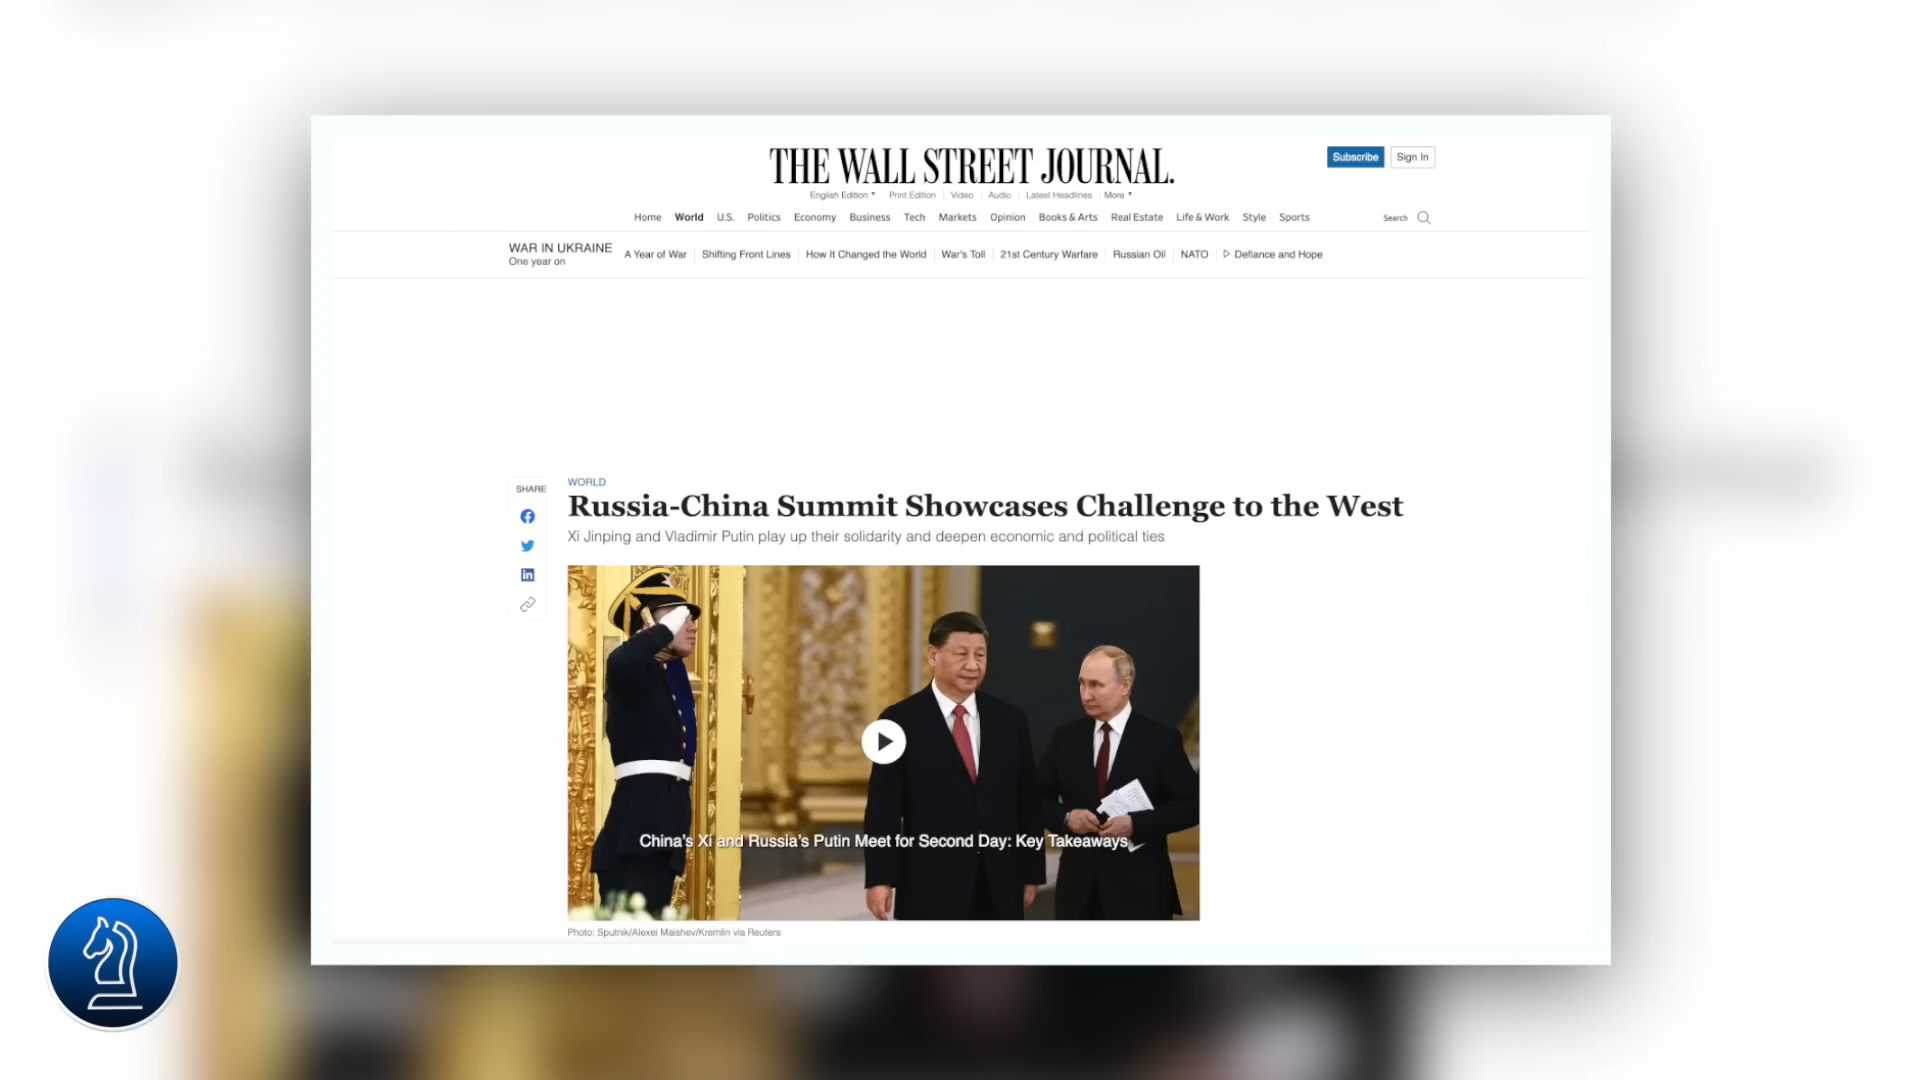 THE WALL STREET JOURNAL.
Subscribe
Sign In
English Edition
Print Edition
Video
Audio
Latest Headlines
More
Home
World
U.S.
Politics
Economy
Business
Tech
Markets
Opinion
Books & Arts
Real Estate
Life & Work
Style
Sports
Search
WAR IN UKRAINE
One year on
A Year of War
Shifting Front Lines
How It Changed the World
War's Toll
21st Century Warfare
Russian Oil
NATO
Defiance and Hope
SHARE
WORLD
Russia-China Summit Showcases Challenge to the West
Xi Jinping and Vladimir Putin play up their solidarity and deepen economic and political ties
China's Xi and Russia's Putin Meet for Second Day: Key Takeaways
Photo: Sputnik/Alexei Maishev/Kremlin via Reuters